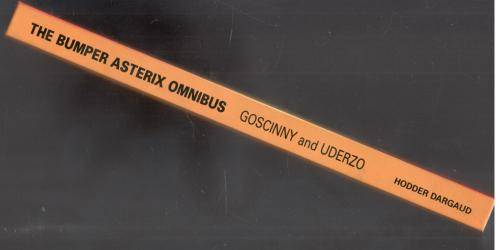 THE BUMPER ASTERIX OMNIBUS GOSCINNY and UDERZO HODDER DARGAUD